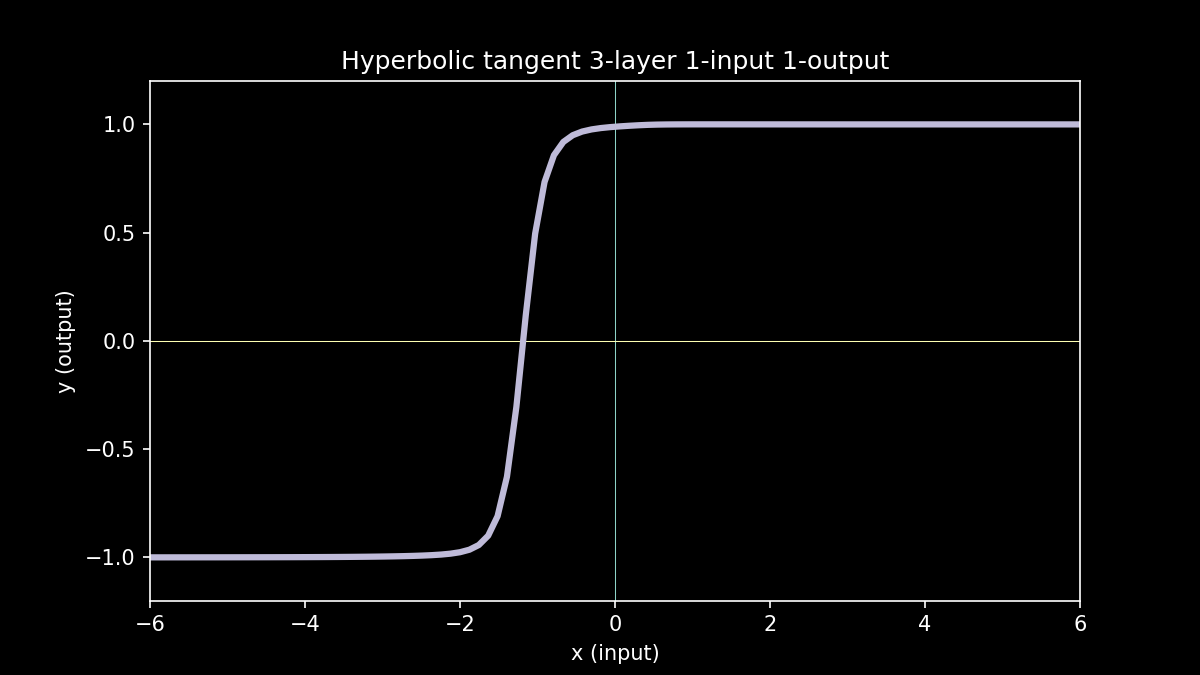 Hyperbolic tangent 3-layer 1-input 1-output
1.0
0.5
0.0
−0.5
−1.0
y (output)
−6 −4 −2 0 2 4 6
x (input)